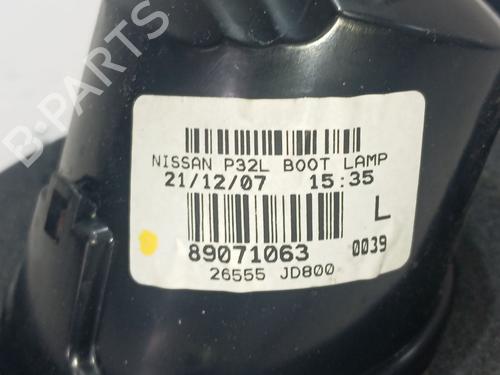 B-PARTS
NISSAN P32L BOOT LAMP
21/12/07 15:35
L
89071063 0039
26555 JD800